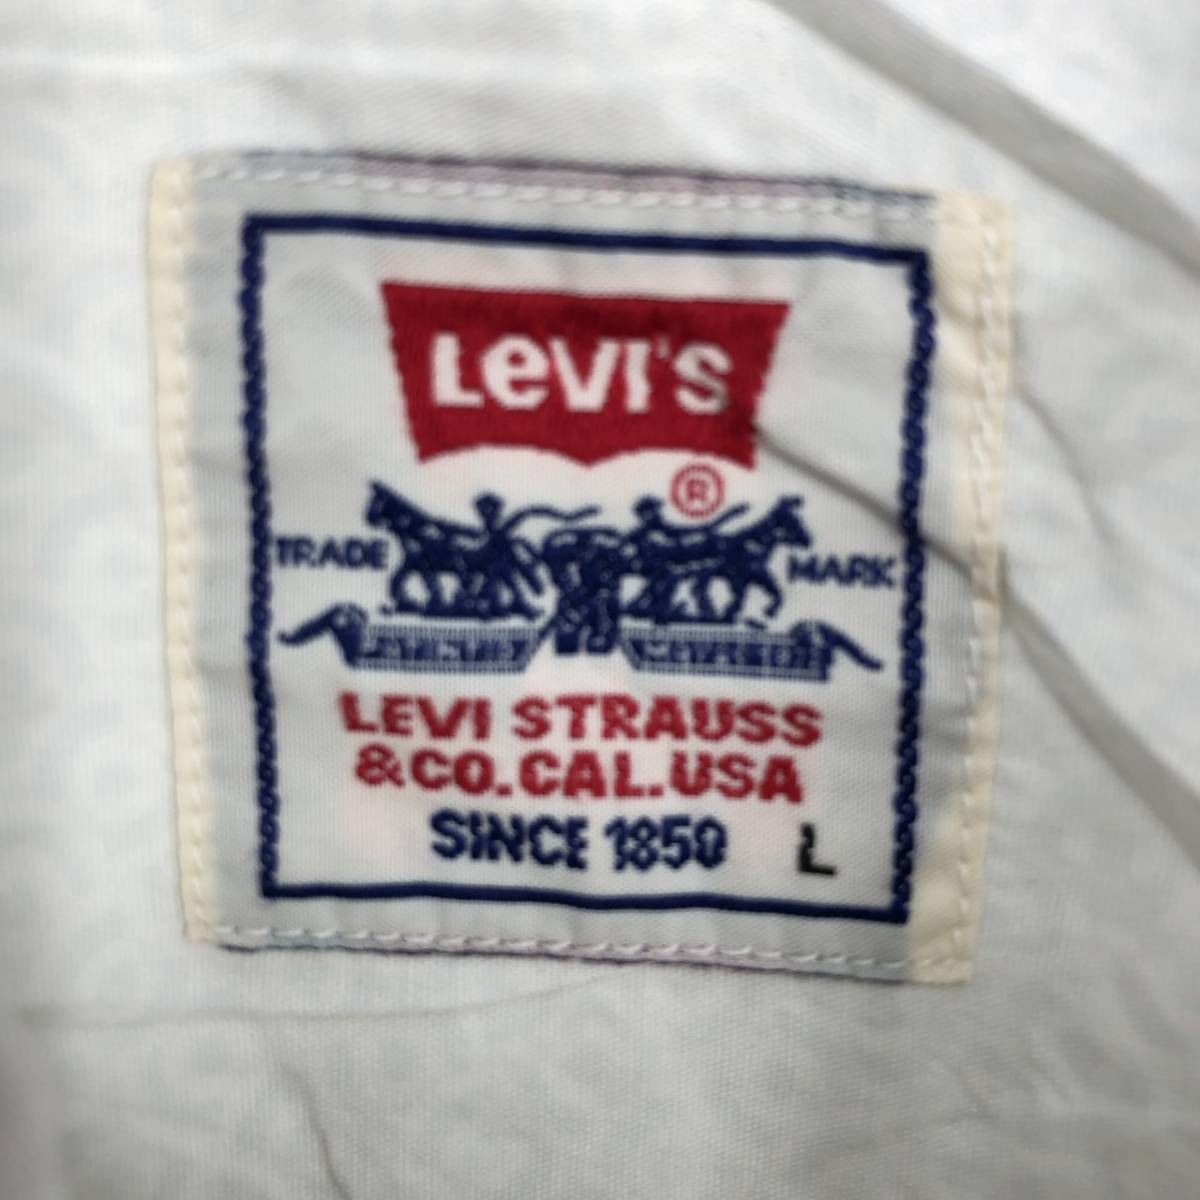 LEVI'S
®
TRADE MARK
LEVI STRAUSS
&CO.CAL.USA
SINCE 1850 L